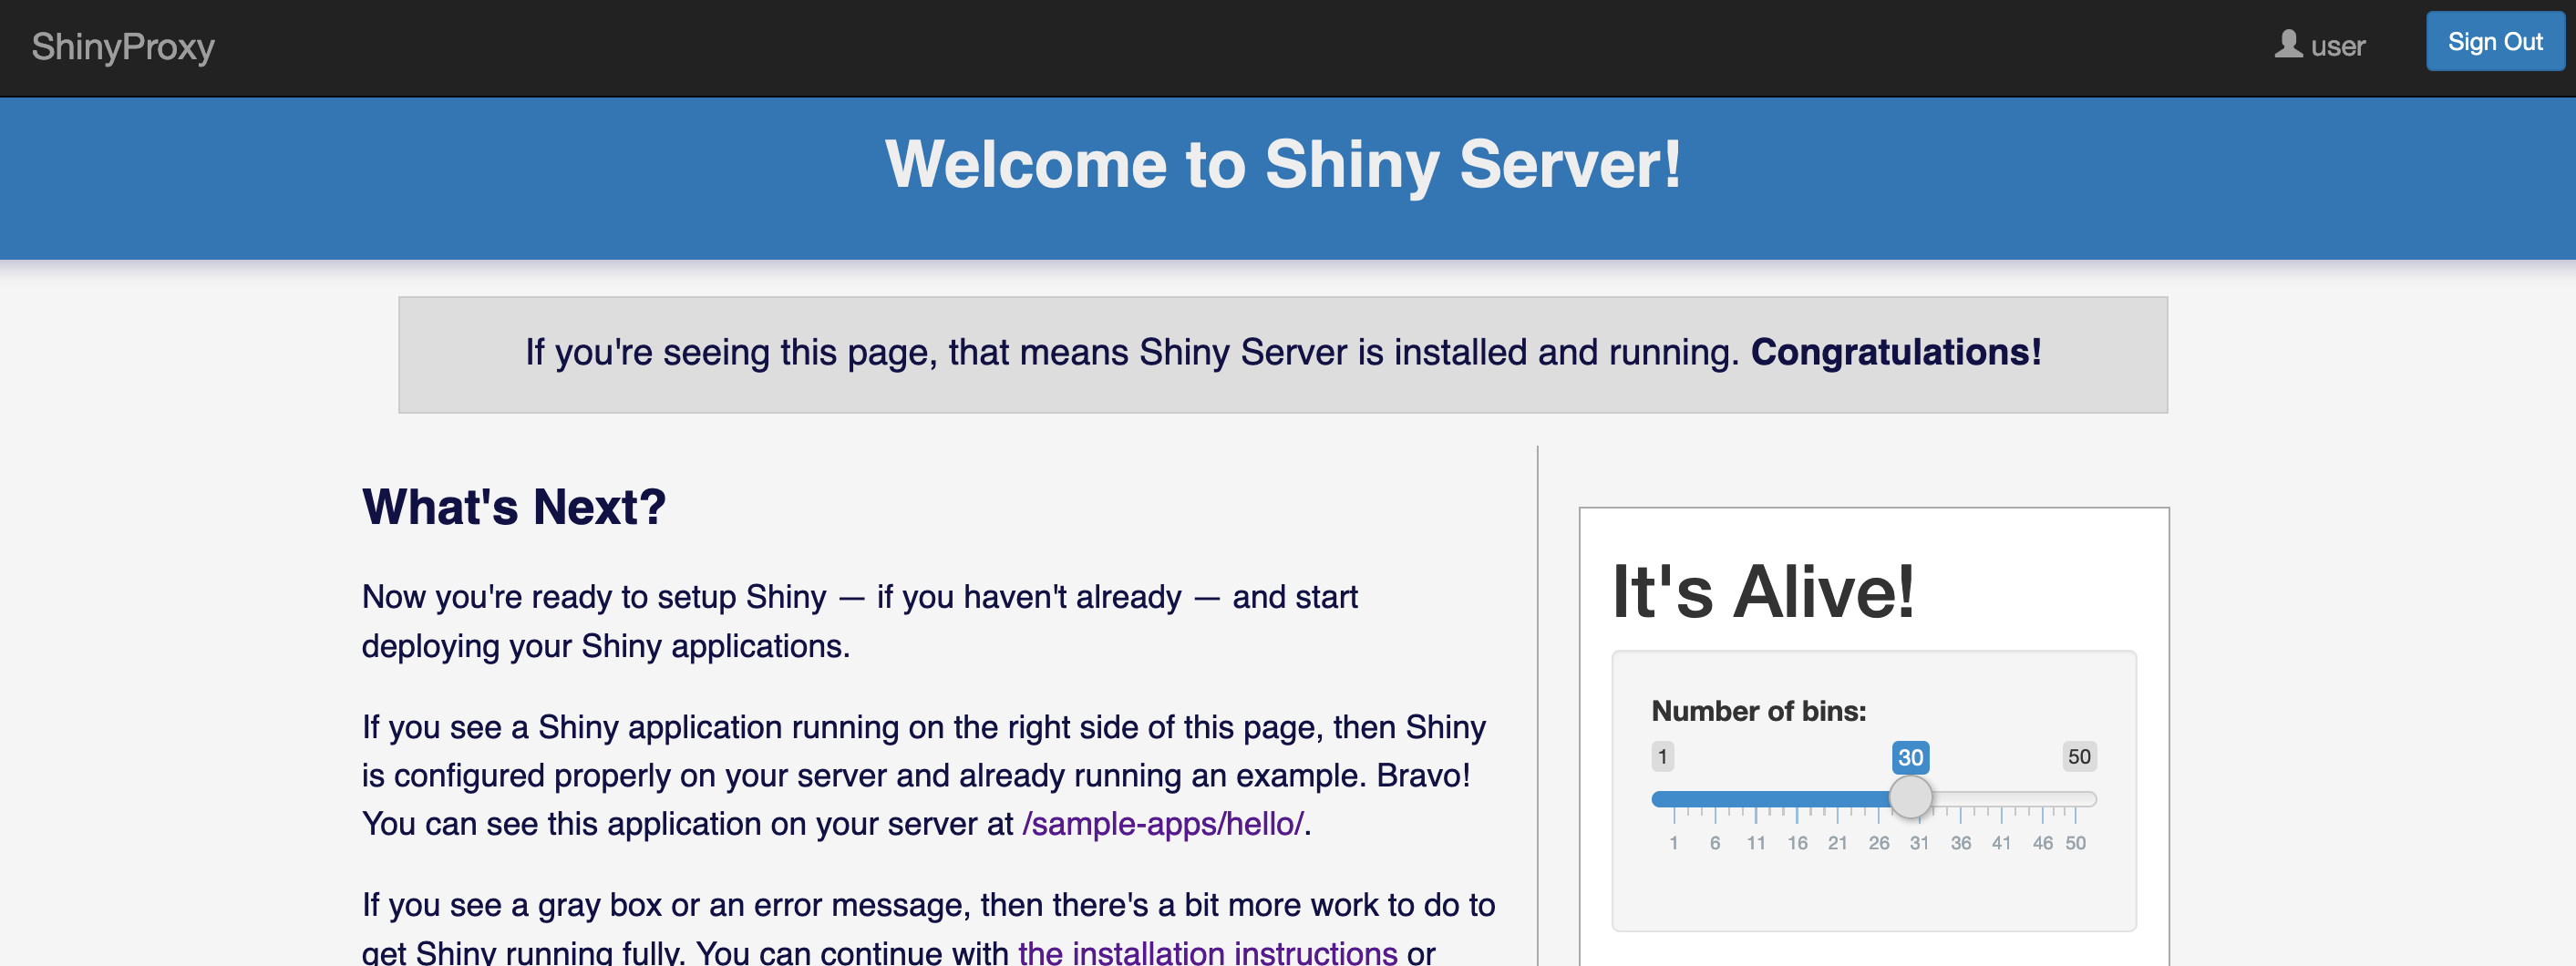 ShinyProxy
user
Sign Out
Welcome to Shiny Server!
If you're seeing this page, that means Shiny Server is installed and running. Congratulations!
What's Next?
Now you're ready to setup Shiny — if you haven't already — and start
deploying your Shiny applications.
If you see a Shiny application running on the right side of this page, then Shiny
is configured properly on your server and already running an example. Bravo!
You can see this application on your server at /sample-apps/hello/.
If you see a gray box or an error message, then there's a bit more work to do to
get Shiny running fully. You can continue with the installation instructions or
It's Alive!
Number of bins:
1 30 50
1 6 11 16 21 26 31 36 41 46 50